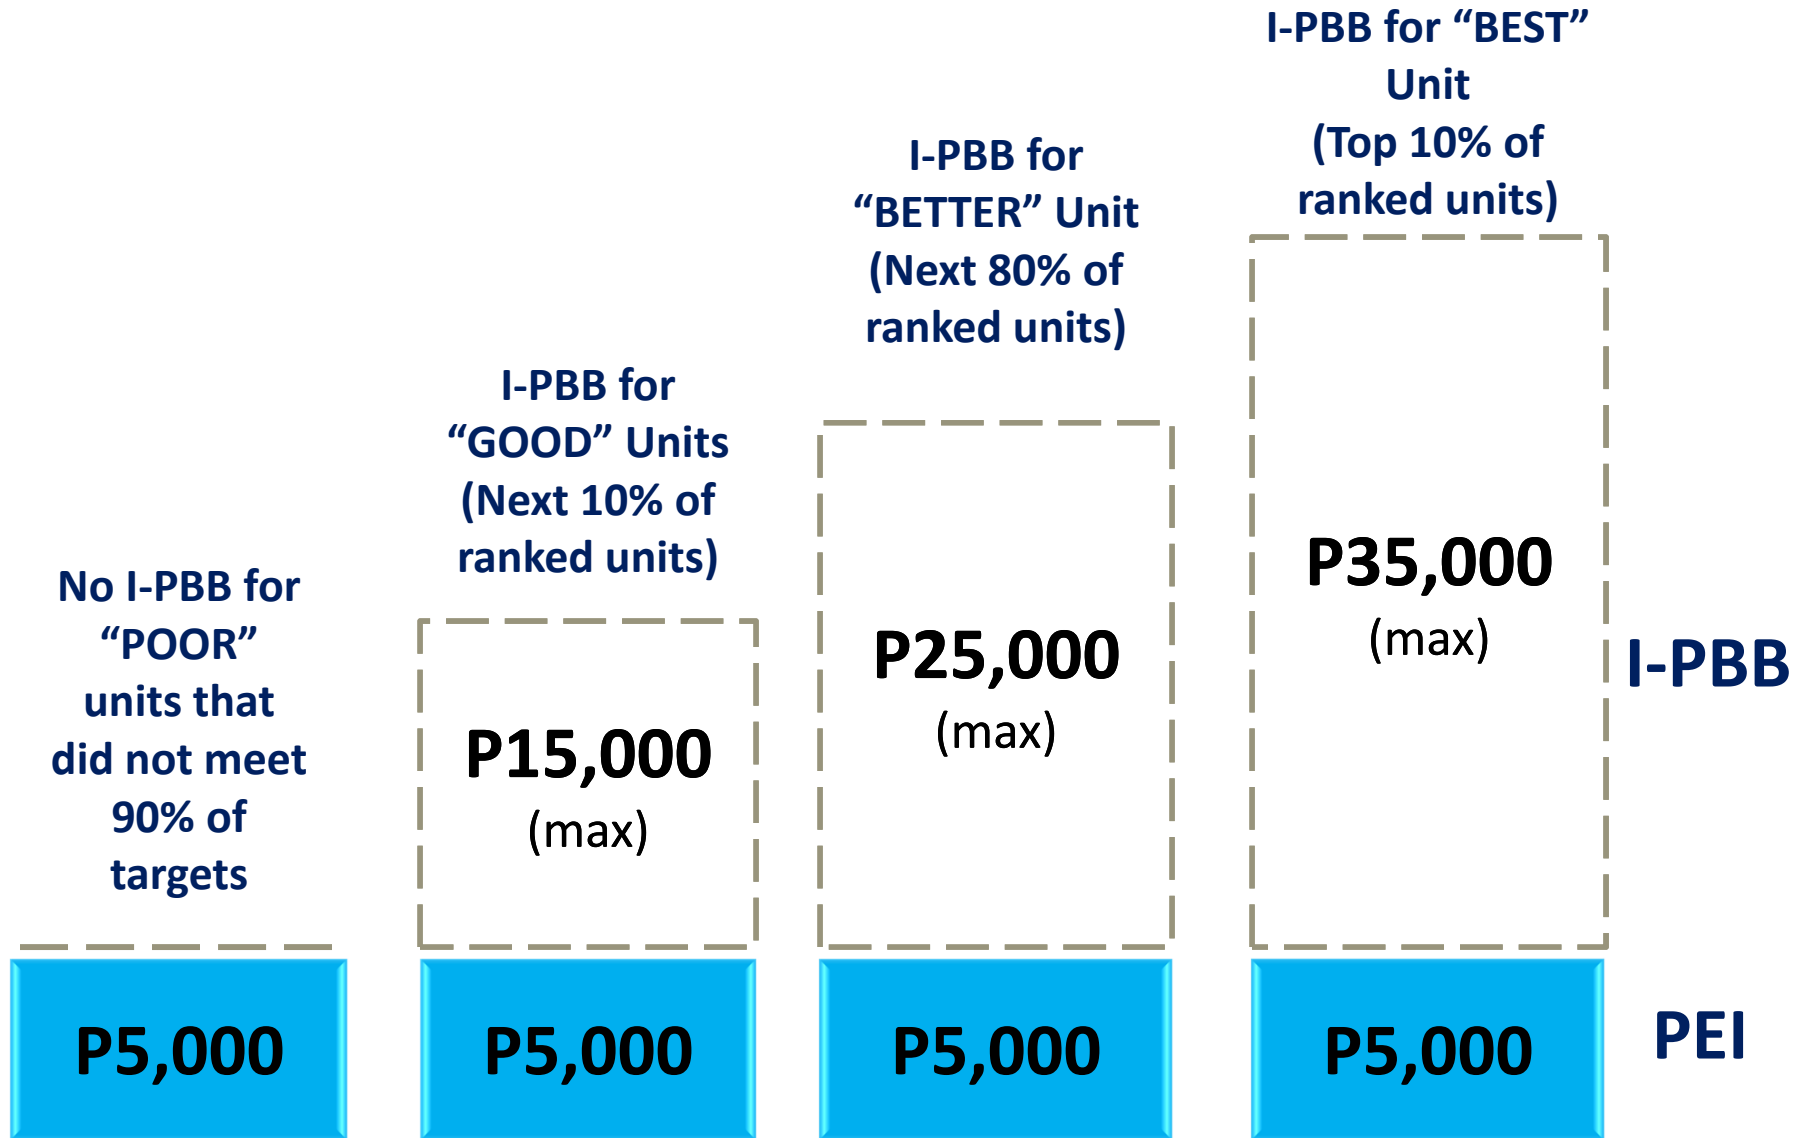 No I-PBB for
“POOR”
units that
did not meet
90% of
targets
P5,000
I-PBB for
“GOOD” Units
(Next 10% of
ranked units)
P15,000
(max)
P5,000
I-PBB for
“BETTER” Unit
(Next 80% of
ranked units)
P25,000
(max)
P5,000
I-PBB for “BEST”
Unit
(Top 10% of
ranked units)
P35,000
(max)
P5,000
I-PBB
PEI